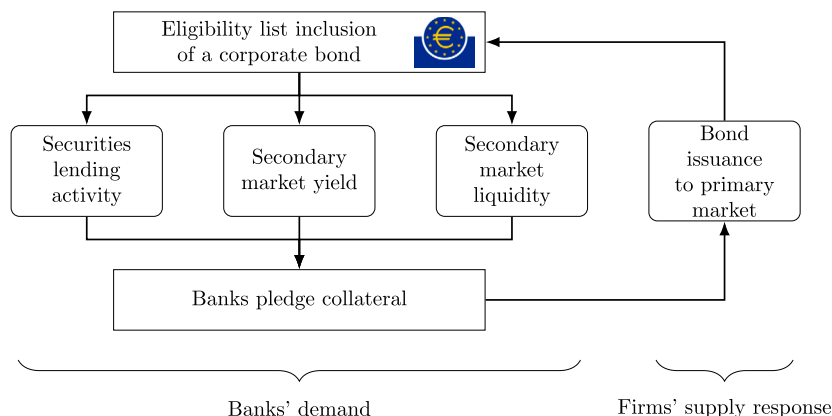 Eligibility list inclusion
of a corporate bond
€
Securities
lending
activity
Secondary
market yield
Secondary
market
liquidity
Bond
issuance
to primary
market
Banks pledge collateral
Banks' demand
Firms' supply response